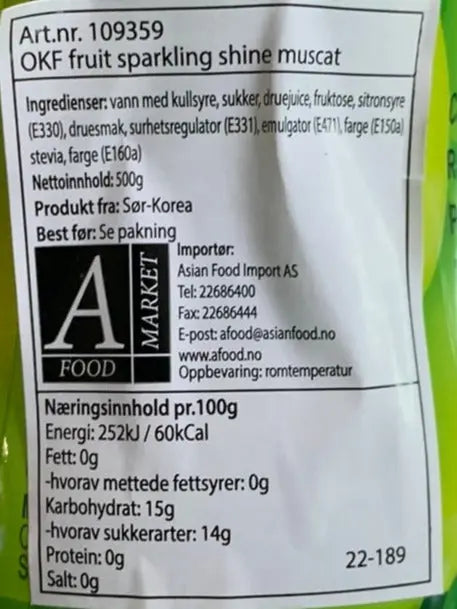 Art.nr. 109359
OKF fruit sparkling shine muscat
Ingredienser: vann med kullsyre, sukker, druejuice, fruktose, sitronsyre
(E330), druesmak, surhetsregulator (E331), emulgator (E471), farge (E150a)
stevia, farge (E160a)
Nettoinnhold: 500g
Produkt fra: Sør-Korea
Best før: Se pakning
A
MARKET
FOOD
Importør:
Asian Food Import AS
Tel: 22686400
Fax: 22686444
E-post: afood@asianfood.no
www.afood.no
Oppbevaring: romtemperatur
Næringsinnhold pr.100g
Energi: 252kJ / 60kCal
Fett: 0g
-hvorav mettede fettsyrer: 0g
Karbohydrat: 15g
-hvorav sukkerarter: 14g
Protein: 0g
Salt: 0g
22-189